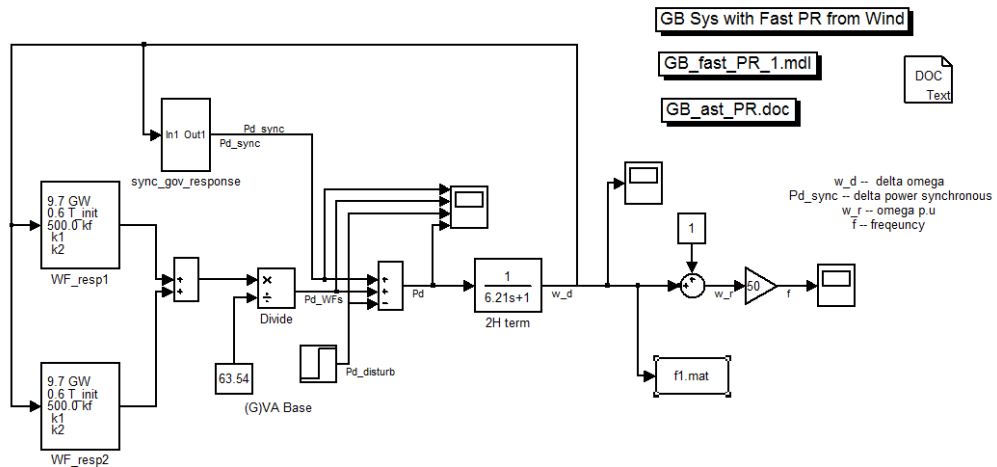 GB Sys with Fast PR from Wind
GB_fast_PR_1.mdl
GB_ast_PR.doc
DOC
Text
In1 Out1
Pd_sync
Pd_sync
sync_gov_response
w_d -- delta omega
Pd_sync -- delta power synchronous
w_r -- omega p.u
f -- freqeuncy
9.7 GW
0.6 T_init
500.0 kf
k1
k2
WF_resp1
+
+
×
÷
Divide
Pd_WFs
+
+
-
Pd
1
6.21s+1
2H term
w_d
1
+
+
w_r
50
f
63.54
(G)VA Base
Pd_disturb
f1.mat
9.7 GW
0.6 T_init
500.0 kf
k1
k2
WF_resp2